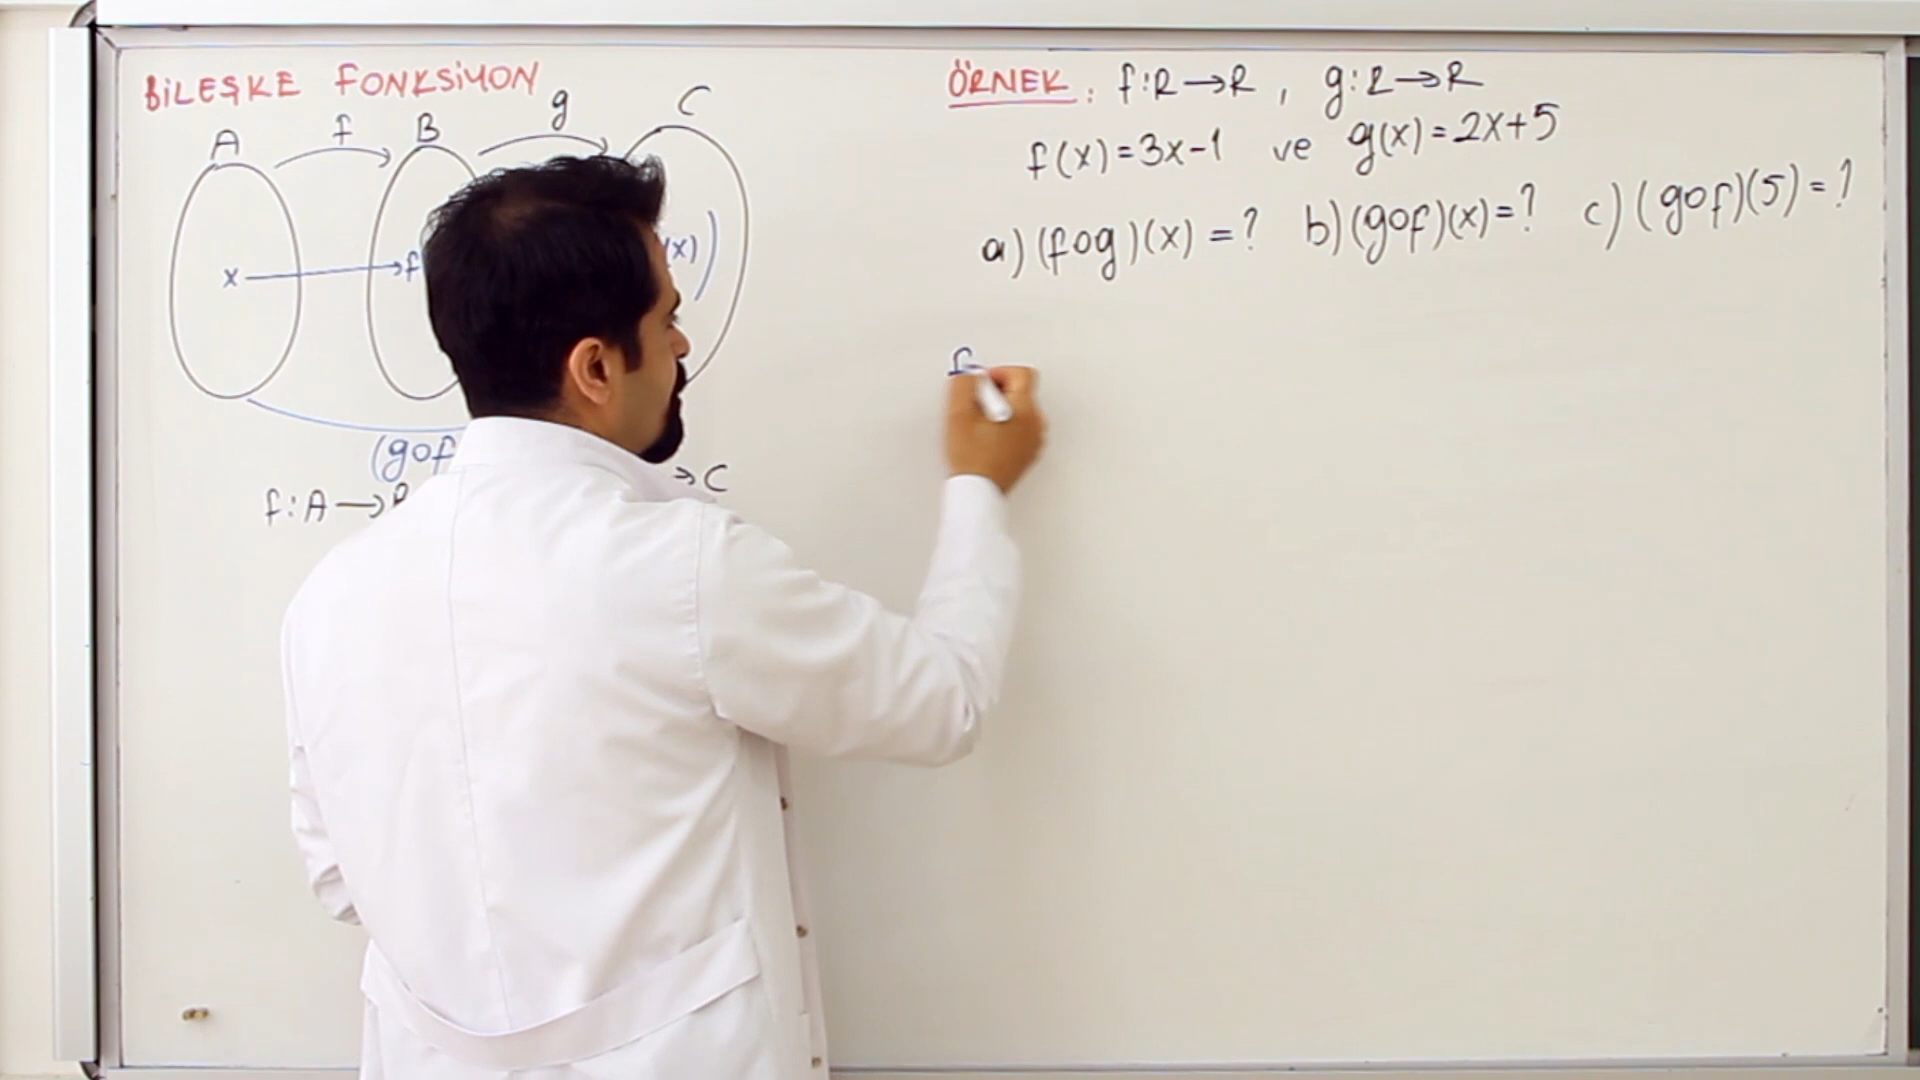 BİLEŞKE FONKSİYON
A f B g C
x f (x))
(gof
f:A→B →C
ÖRNEK: f:R→R, g:R→R
f(x)=3x-1 ve g(x)=2x+5
a)(fog)(x)=? b)(gof)(x)=? c)(gof)(5)=?
f